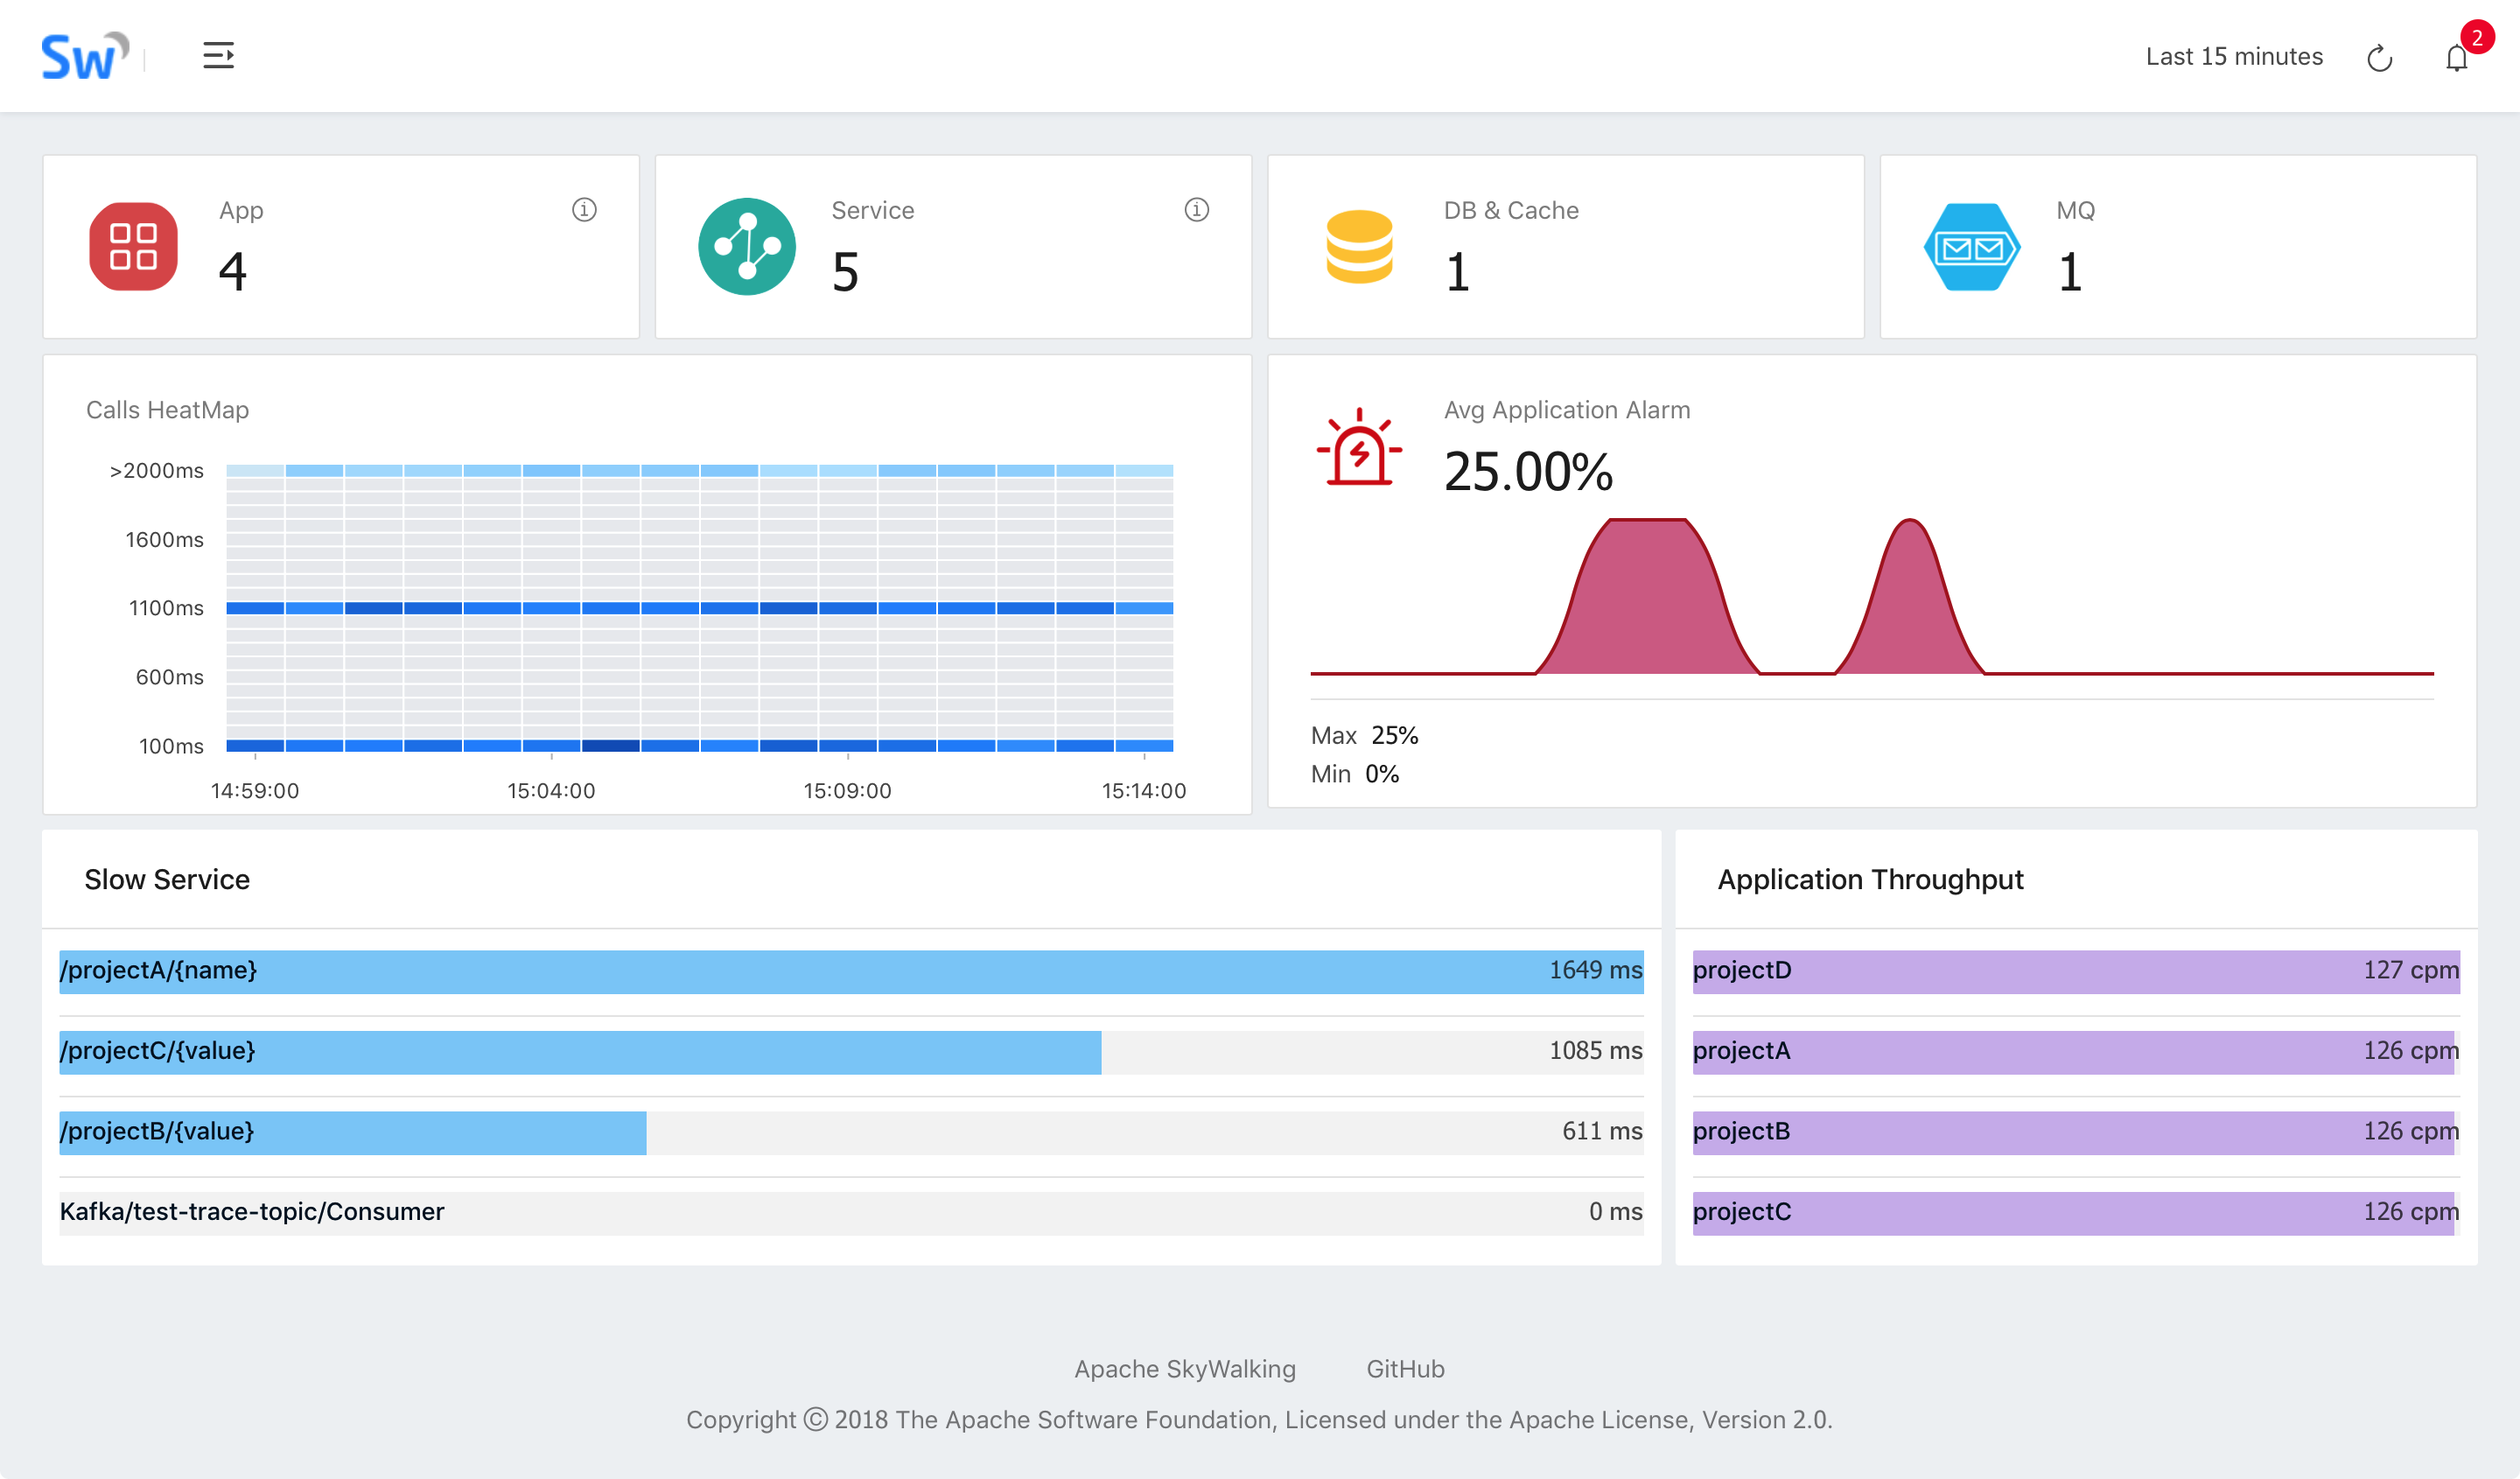 Sw
Last 15 minutes
2
App
4
Service
5
DB & Cache
1
MQ
1
Calls HeatMap
>2000ms
1600ms
1100ms
600ms
100ms
14:59:00 15:04:00 15:09:00 15:14:00
Avg Application Alarm
25.00%
Max 25%
Min 0%
Slow Service
/projectA/{name} 1649 ms
/projectC/{value} 1085 ms
/projectB/{value} 611 ms
Kafka/test-trace-topic/Consumer 0 ms
Application Throughput
projectD 127 cpm
projectA 126 cpm
projectB 126 cpm
projectC 126 cpm
Apache SkyWalking GitHub
Copyright © 2018 The Apache Software Foundation, Licensed under the Apache License, Version 2.0.